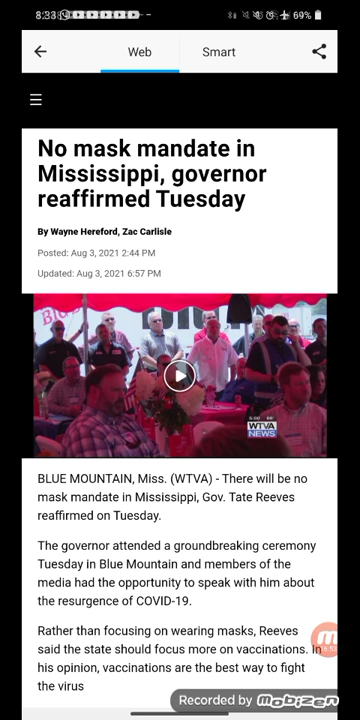 8:33
69%
Web Smart
No mask mandate in
Mississippi, governor
reaffirmed Tuesday
By Wayne Hereford, Zac Carlisle
Posted: Aug 3, 2021 2:44 PM
Updated: Aug 3, 2021 6:57 PM
WTVA
NEWS
BLUE MOUNTAIN, Miss. (WTVA) - There will be no
mask mandate in Mississippi, Gov. Tate Reeves
reaffirmed on Tuesday.
The governor attended a groundbreaking ceremony
Tuesday in Blue Mountain and members of the
media had the opportunity to speak with him about
the resurgence of COVID-19.
Rather than focusing on wearing masks, Reeves
said the state should focus more on vaccinations. In
his opinion, vaccinations are the best way to fight
the virus
Recorded by Mobizen